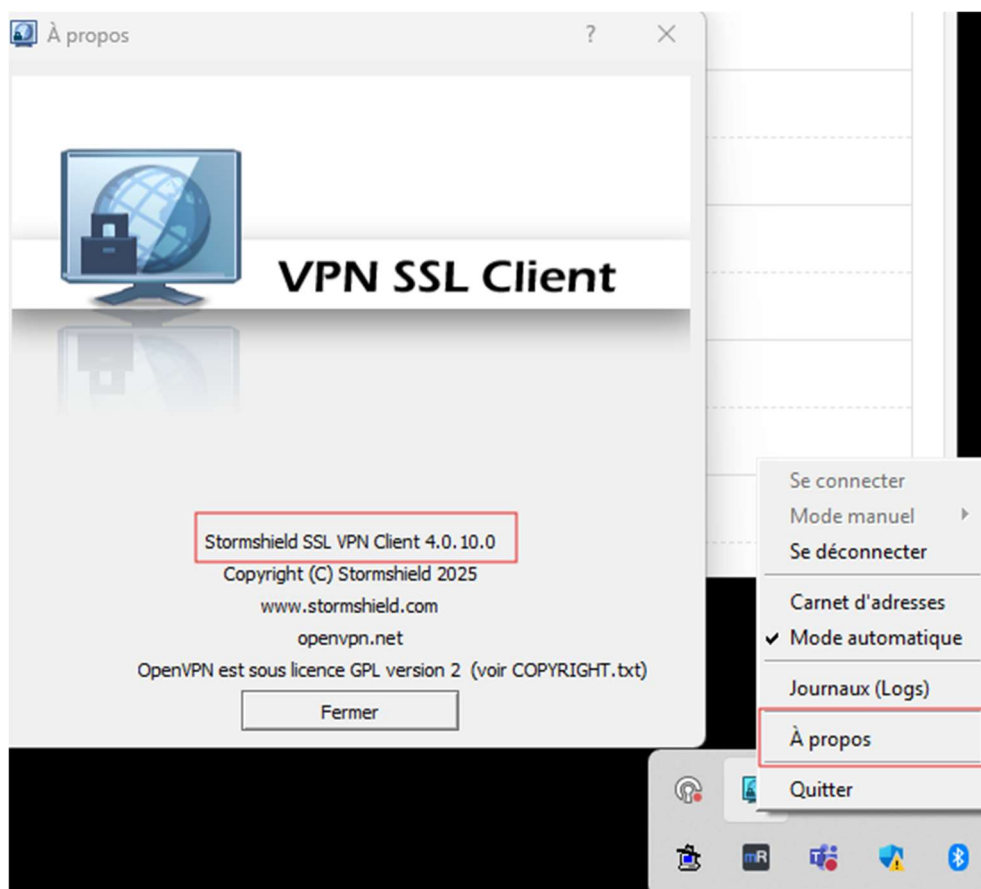 À propos
VPN SSL Client
Stormshield SSL VPN Client 4.0.10.0
Copyright (C) Stormshield 2025
www.stormshield.com
openvpn.net
OpenVPN est sous licence GPL version 2 (voir COPYRIGHT.txt)
Fermer
Se connecter
Mode manuel
Se déconnecter
Carnet d'adresses
Mode automatique
Journaux (Logs)
À propos
Quitter
mR